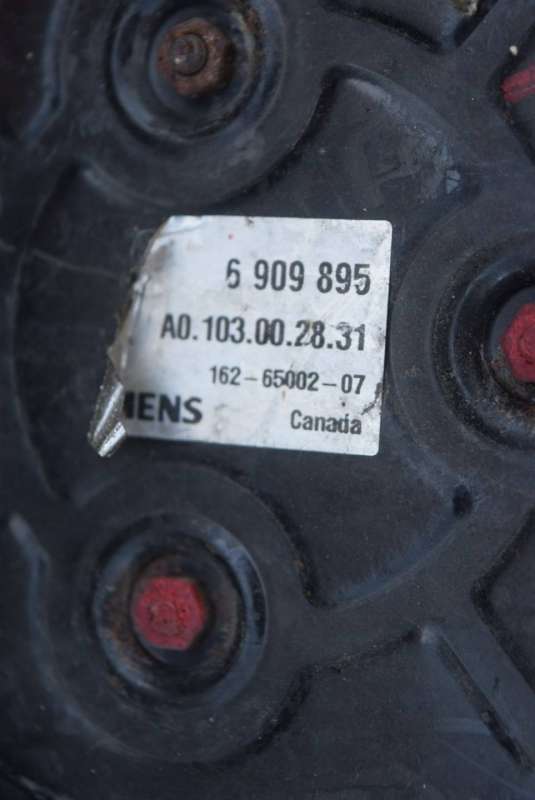 6 909 895
A0.103.00.28.31
162-65002-07
IENS
Canada